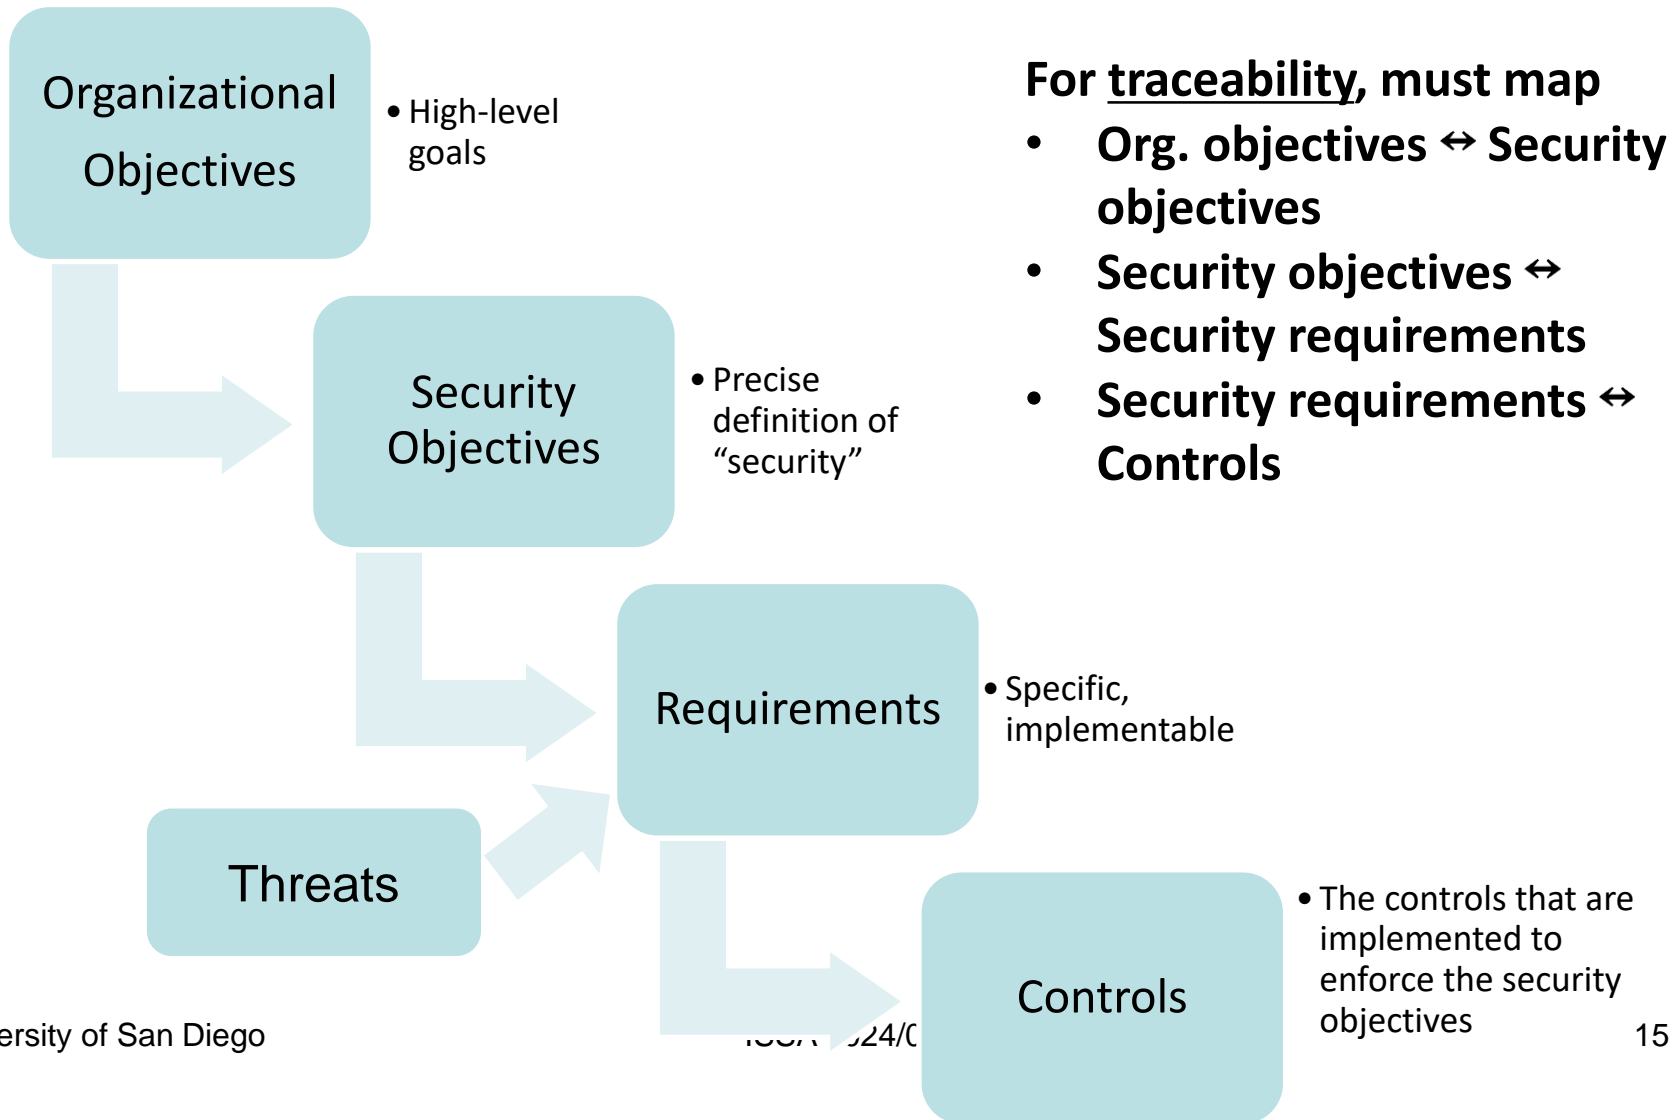 Organizational
Objectives
• High-level
goals
For traceability, must map
• Org. objectives ↔ Security
objectives
• Security objectives ↔
Security requirements
• Security requirements ↔
Controls
Security
Objectives
• Precise
definition of
“security”
Requirements
• Specific,
implementable
Threats
Controls
• The controls that are
implemented to
enforce the security
objectives
ersity of San Diego
24/0
15